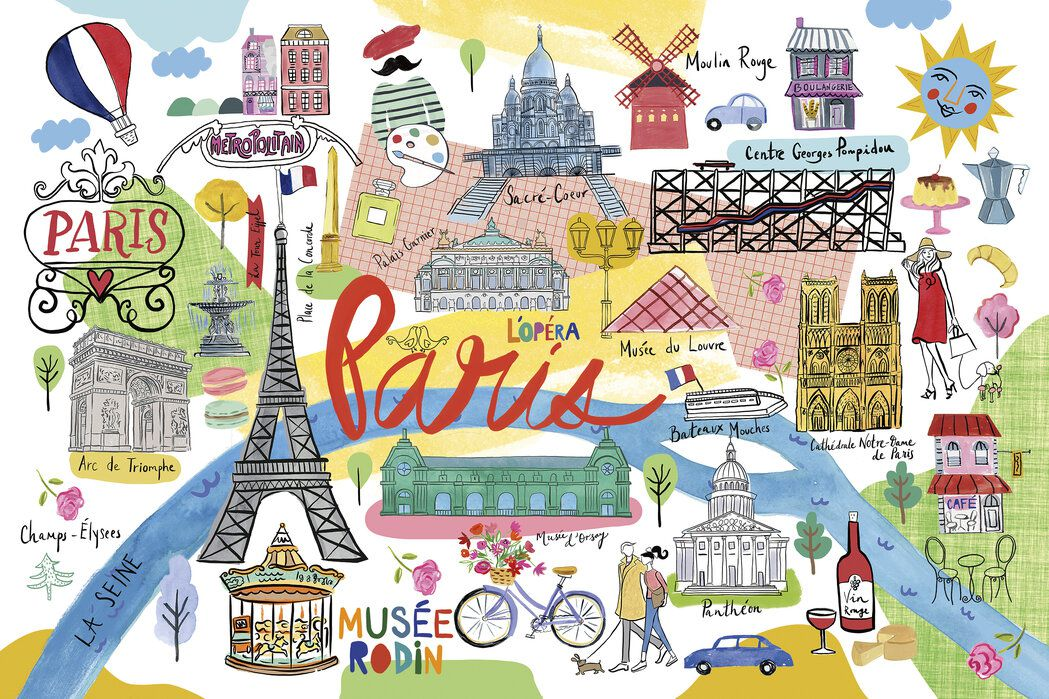 METROPOLITAIN
Moulin Rouge
BOULANGERIE
Centre Georges Pompidou
PARIS
La Tour Eiffel
Place de la Concorde
Sacré-Coeur
Palais Garnier
L'OPÉRA
Musée du Louvre
Paris
Bateaux Mouches
Cathédrale Notre-Dame
de Paris
Arc de Triomphe
Champs-Élysees
CAFÉ
Musée d'Orsay
LA SEINE
MUSÉE
RODIN
Panthéon
Vin
Rouge